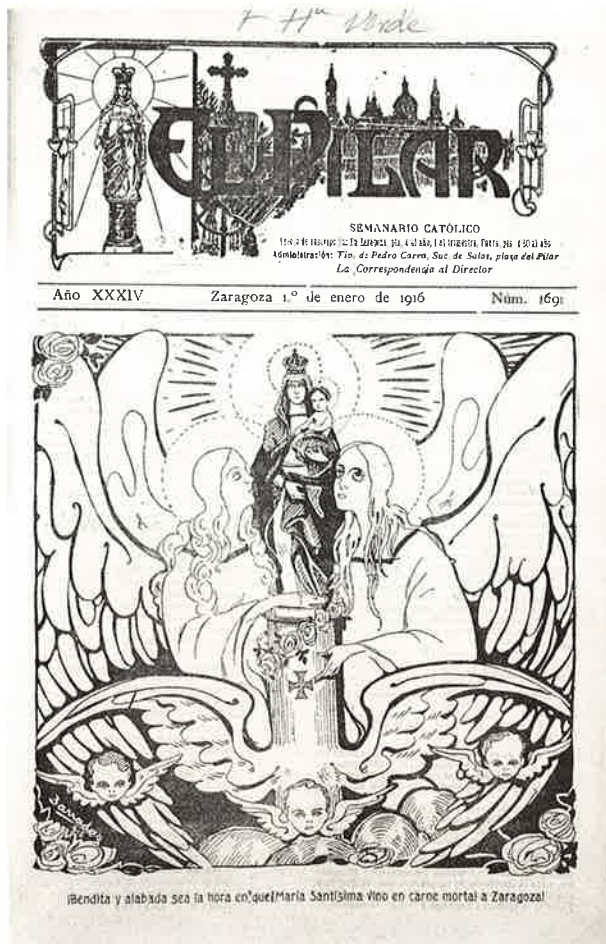 EL PILAR
SEMANARIO CATÓLICO
Administración: Via. de Pedro Carra, Suc. de Salas, plaza del Pilar
La Correspondencia al Director
Año XXXIV Zaragoza 1.º de enero de 1916 Núm. 1691
¡Bendita y alabada sea la hora en que María Santísima vino en carne mortal a Zaragoza!